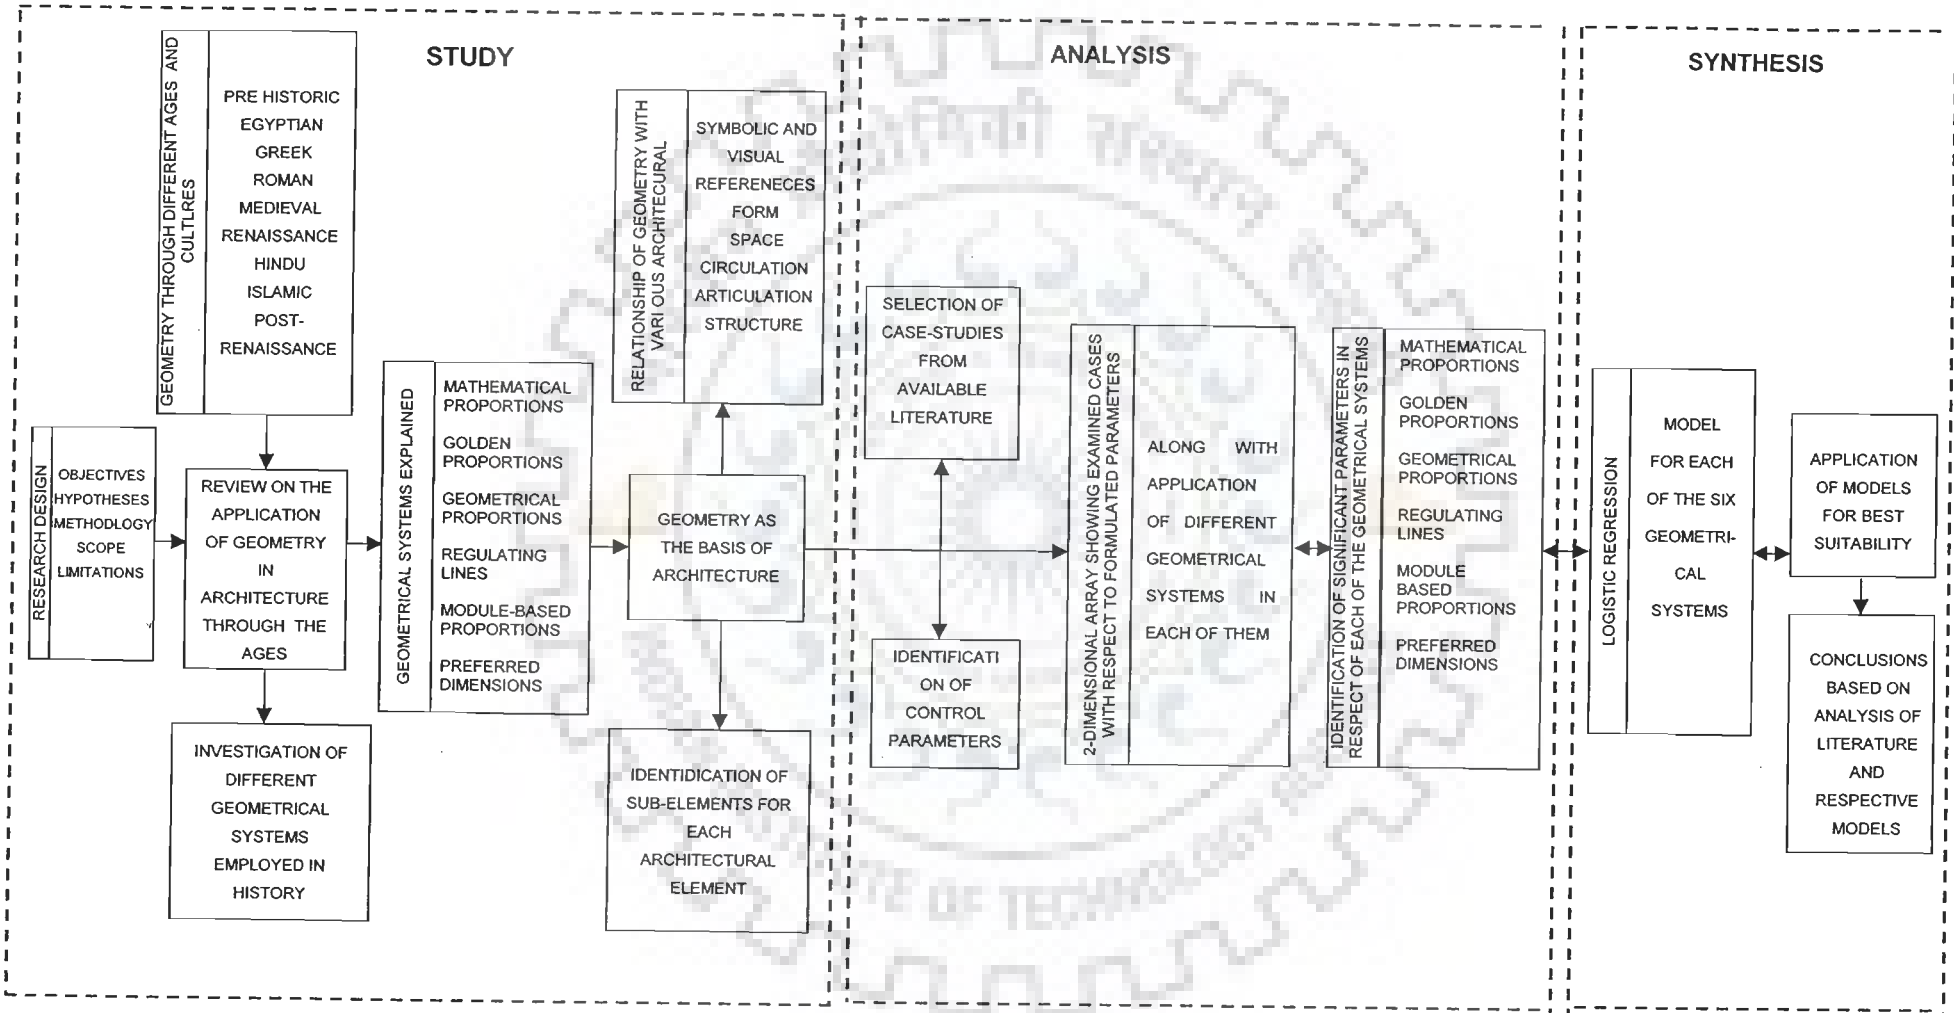 STUDY
GEOMETRY THROUGH DIFFERENT AGES AND
CULTLRES
PRE HISTORIC
EGYPTIAN
GREEK
ROMAN
MEDIEVAL
RENAISSANCE
HINDU
ISLAMIC
POST-
RENAISSANCE
RESEARCH DESIGN
OBJECTIVES
HYPOTHESES
METHODLOGY
SCOPE
LIMITATIONS
REVIEW ON THE
APPLICATION
OF GEOMETRY
IN
ARCHITECTURE
THROUGH THE
AGES
INVESTIGATION OF
DIFFERENT
GEOMETRICAL
SYSTEMS
EMPLOYED IN
HISTORY
GEOMETRICAL SYSTEMS EXPLAINED
MATHEMATICAL
PROPORTIONS
GOLDEN
PROPORTIONS
GEOMETRICAL
PROPORTIONS
REGULATING
LINES
MODULE-BASED
PROPORTIONS
PREFERRED
DIMENSIONS
RELATIONSHIP OF GEOMETRY WITH
VARI OUS ARCHITECURAL
SYMBOLIC AND
VISUAL
REFERENECES
FORM
SPACE
CIRCULATION
ARTICULATION
STRUCTURE
GEOMETRY AS
THE BASIS OF
ARCHITECTURE
IDENTIDICATION OF
SUB-ELEMENTS FOR
EACH
ARCHITECTURAL
ELEMENT
ANALYSIS
SELECTION OF
CASE-STUDIES
FROM
AVAILABLE
LITERATURE
IDENTIFICATI
ON OF
CONTROL
PARAMETERS
2-DIMENSIONAL ARRAY SHOWING EXAMINED CASES
WITH RESPECT TO FORMULATED PARAMETERS
ALONG WITH
APPLICATION
OF DIFFERENT
GEOMETRICAL
SYSTEMS IN
EACH OF THEM
IDENTIFICATION OF SIGNIFICANT PARAMETERS IN
RESPECT OF EACH OF THE GEOMETRICAL SYSTEMS
MATHEMATICAL
PROPORTIONS
GOLDEN
PROPORTIONS
GEOMETRICAL
PROPORTIONS
REGULATING
LINES
MODULE
BASED
PROPORTIONS
PREFERRED
DIMENSIONS
SYNTHESIS
LOGISTIC REGRESSION
MODEL
FOR EACH
OF THE SIX
GEOMETRI-
CAL
SYSTEMS
APPLICATION
OF MODELS
FOR BEST
SUITABILITY
CONCLUSIONS
BASED ON
ANALYSIS OF
LITERATURE
AND
RESPECTIVE
MODELS
OF TECHNOLOGY